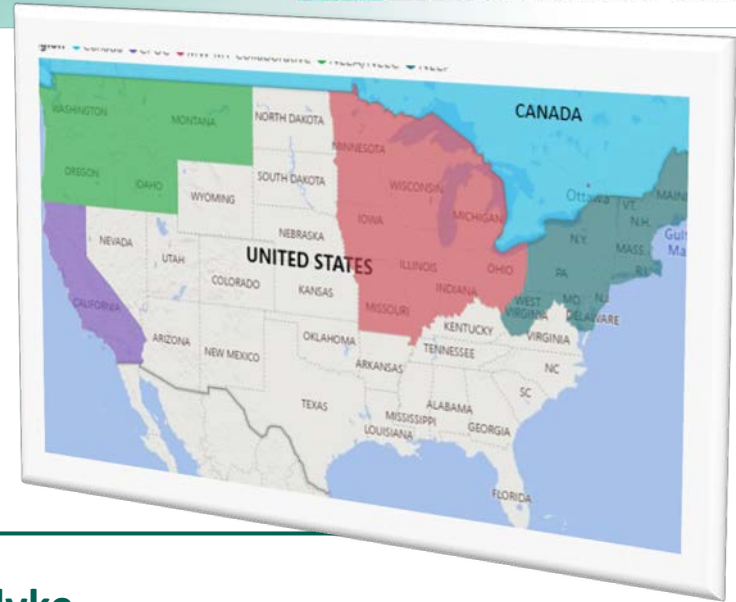 CANADA
WASHINGTON
MONTANA
NORTH DAKOTA
MINNESOTA
OREGON
IDAHO
SOUTH DAKOTA
WISCONSIN
Ottawa
VT.
MAINE
WYOMING
N.H.
MICHIGAN
IOWA
NEBRASKA
N.Y.
MASS.
NEVADA
UTAH
UNITED STATES
ILLINOIS
OHIO
PA
R.I.
COLORADO
KANSAS
INDIANA
MD.
N.J.
CALIFORNIA
MISSOURI
WEST
VIRGINIA
DELAWARE
KENTUCKY
VIRGINIA
ARIZONA
NEW MEXICO
OKLAHOMA
TENNESSEE
ARKANSAS
NC
SC
TEXAS
MISSISSIPPI
ALABAMA
GEORGIA
LOUISIANA
FLORIDA